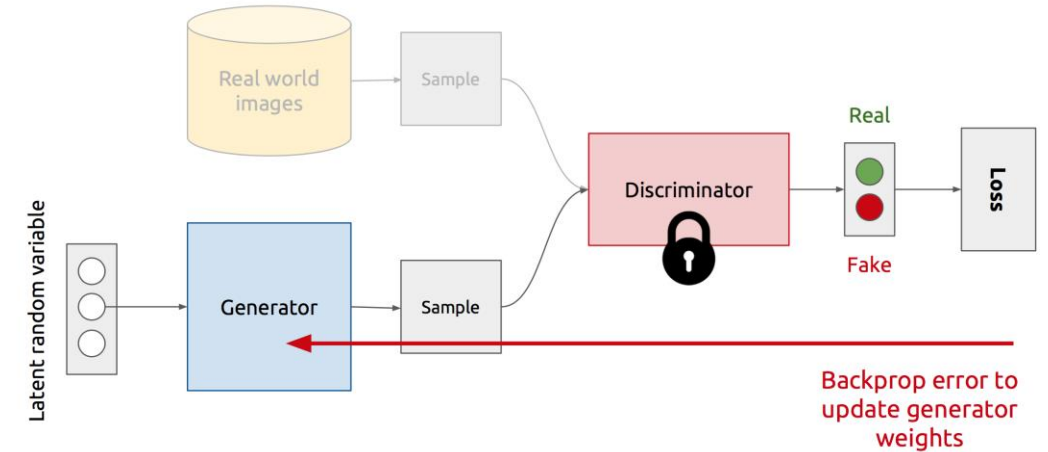 Real world
images
Sample
Real
Discriminator
Loss
Fake
Latent random variable
Generator
Sample
Backprop error to
update generator
weights